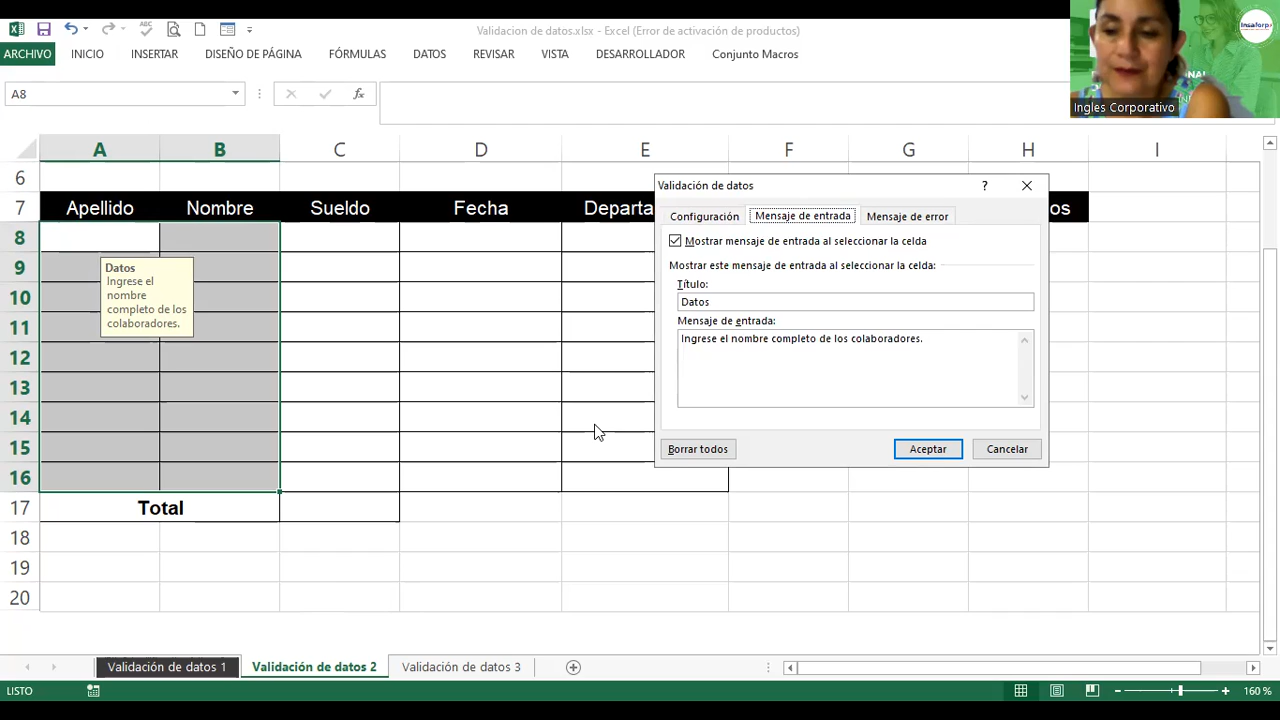 Validacion de datos.xlsx - Excel (Error de activación de productos)
ARCHIVO INICIO INSERTAR DISEÑO DE PÁGINA FÓRMULAS DATOS REVISAR VISTA DESARROLLADOR Conjunto Macros
Insaforp
Ingles Corporativo
A8
fx
A B C D E F G H I
6
7 Apellido Nombre Sueldo Fecha Departa os
8
9
10
11
12
13
14
15
16
17 Total
18
19
20
Datos
Ingrese el
nombre
completo de los
colaboradores.
Validación de datos ?
Configuración Mensaje de entrada Mensaje de error
Mostrar mensaje de entrada al seleccionar la celda
Mostrar este mensaje de entrada al seleccionar la celda:
Título:
Datos
Mensaje de entrada:
Ingrese el nombre completo de los colaboradores.
Borrar todos Aceptar Cancelar
Validación de datos 1 Validación de datos 2 Validación de datos 3
LISTO 160 %